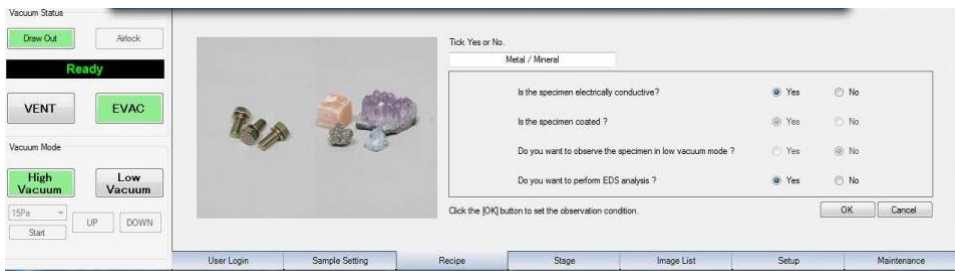 Vacuum Status
Draw Out
Airlock
Ready
VENT
EVAC
Vacuum Mode
High Vacuum
Low Vacuum
15Pa
UP
DOWN
Start
Tick Yes or No.
Metal / Mineral
Is the specimen electrically conductive? Yes No
Is the specimen coated ? Yes No
Do you want to observe the specimen in low vacuum mode ? Yes No
Do you want to perfom EDS analysis ? Yes No
Click the [OK] button to set the observation condition.
OK Cancel
User Login Sample Setting Recipe Stage Image List Setup Maintenance